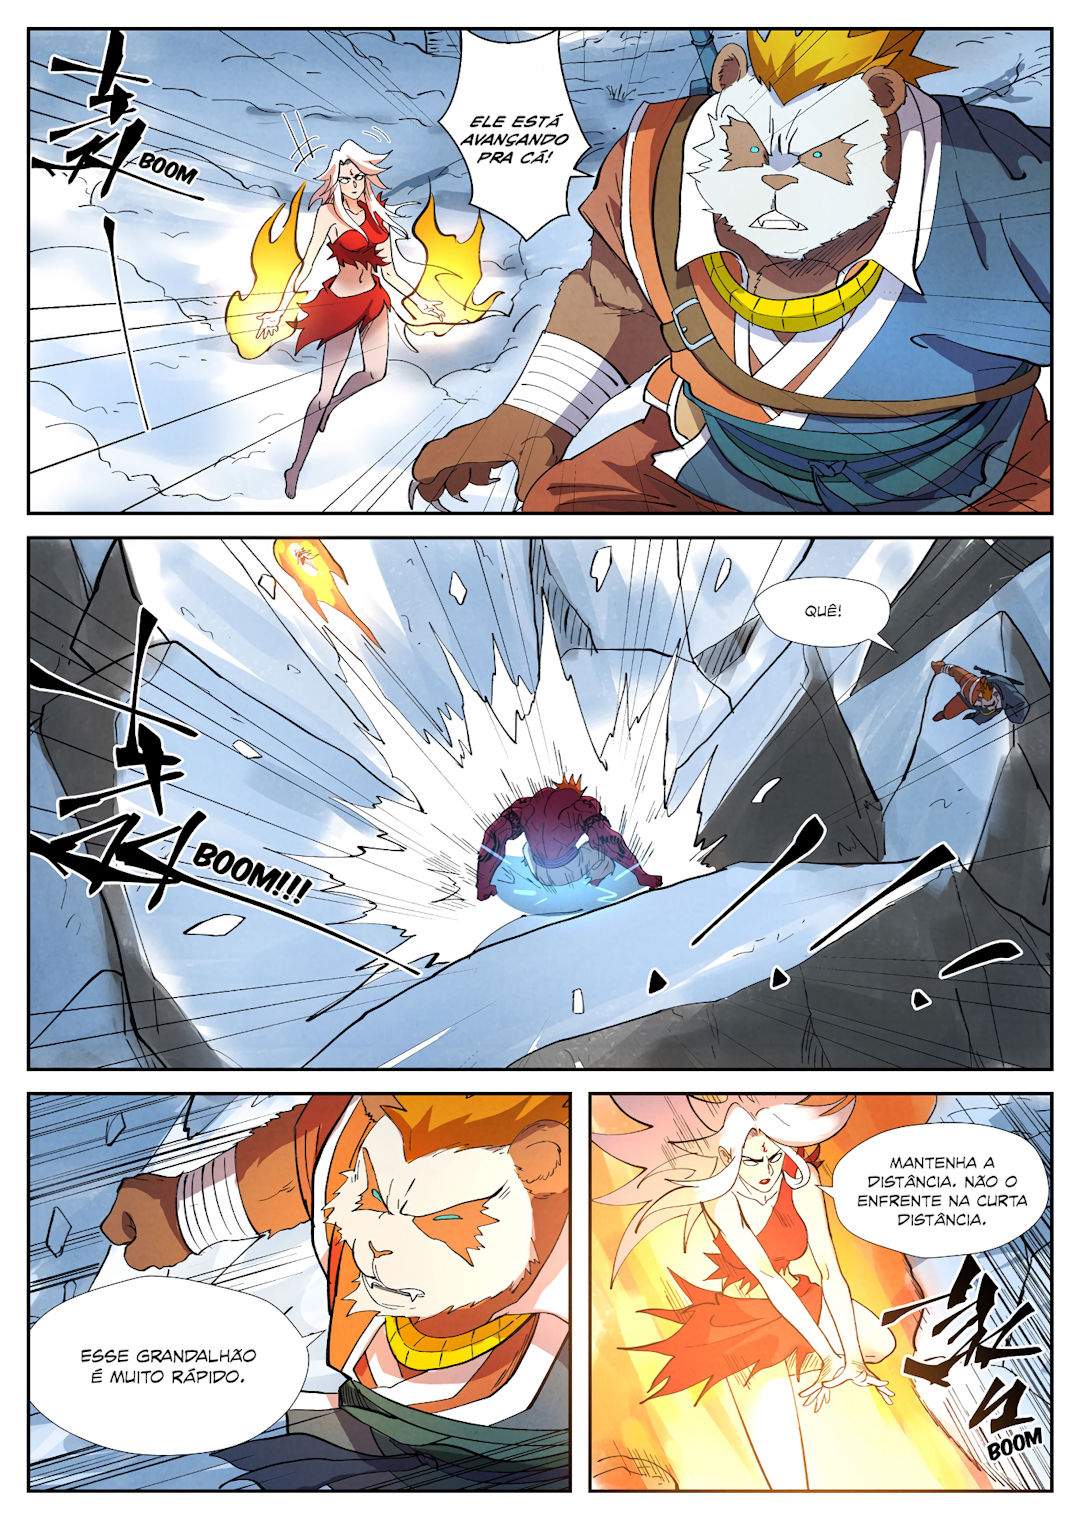 BOOM
ELE ESTÁ
AVANÇANDO
PRA CÁ!
QUÊ!
BOOM!!!
ESSE GRANDALHÃO
É MUITO RÁPIDO.
MANTENHA A
DISTÂNCIA. NÃO O
ENFRENTE NA CURTA
DISTÂNCIA.
BOOM